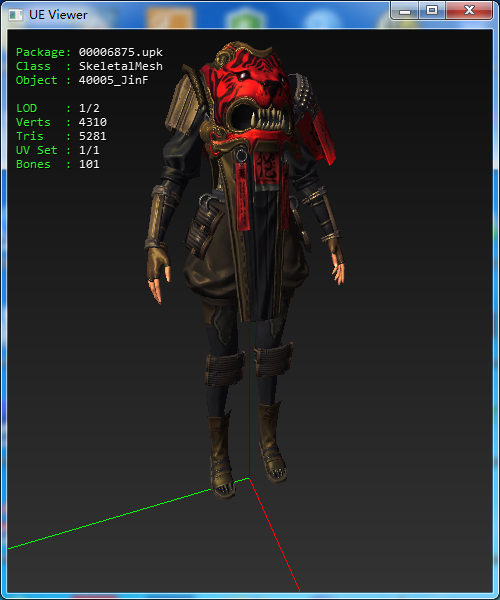 UE Viewer
Package: 00006875.upk
Class : SkeletalMesh
Object : 40005_JinF
LOD : 1/2
Verts : 4310
Tris : 5281
UV Set : 1/1
Bones : 101